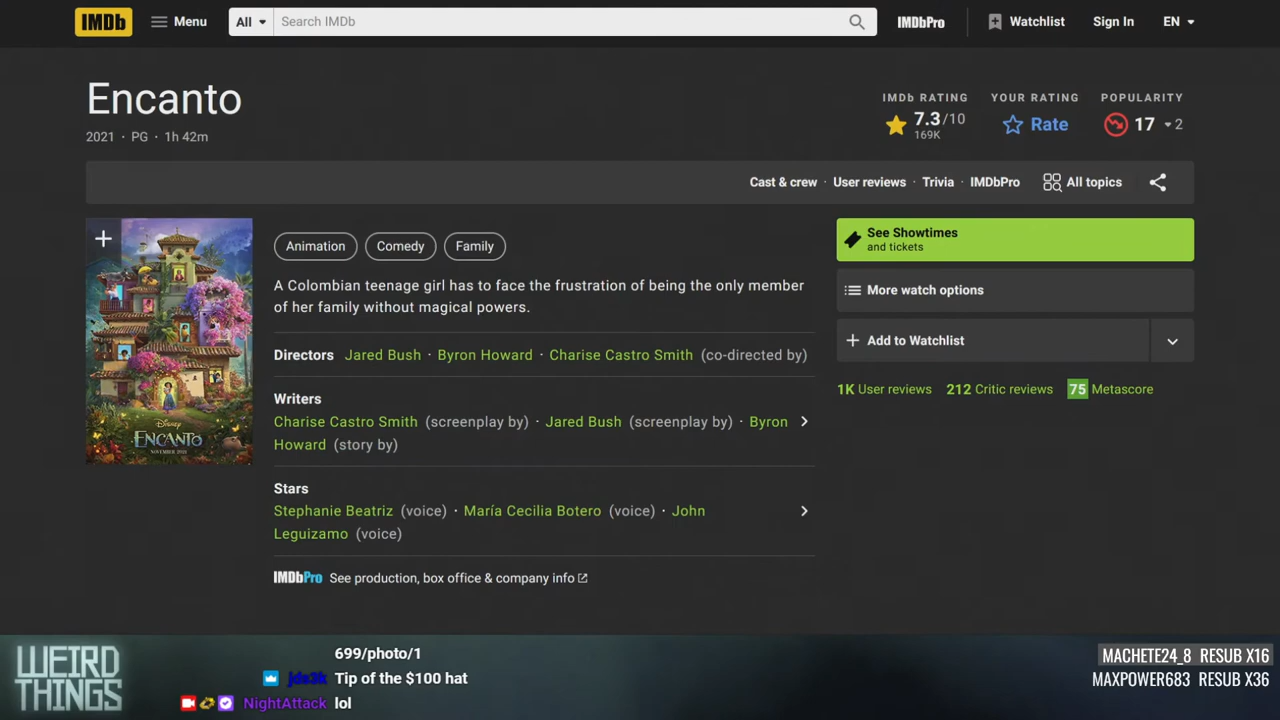 IMDb
Menu
All
Search IMDb
IMDbPro
Watchlist
Sign In
EN
Encanto
2021 · PG · 1h 42m
IMDb RATING
7.3/10
169K
YOUR RATING
Rate
POPULARITY
17
2
Cast & crew · User reviews · Trivia · IMDbPro
All topics
Disney
ENCANTO
NOVEMBER 2021
Animation
Comedy
Family
A Colombian teenage girl has to face the frustration of being the only member
of her family without magical powers.
Directors Jared Bush · Byron Howard · Charise Castro Smith (co-directed by)
Writers
Charise Castro Smith (screenplay by) · Jared Bush (screenplay by) · Byron
Howard (story by)
Stars
Stephanie Beatriz (voice) · María Cecilia Botero (voice) · John
Leguizamo (voice)
IMDbPro See production, box office & company info
See Showtimes
and tickets
More watch options
Add to Watchlist
1K User reviews 212 Critic reviews 75 Metascore
WEIRD
THINGS
699/photo/1
jds3k Tip of the $100 hat
NightAttack lol
MACHETE24_8 RESUB X16
MAXPOWER683 RESUB X36